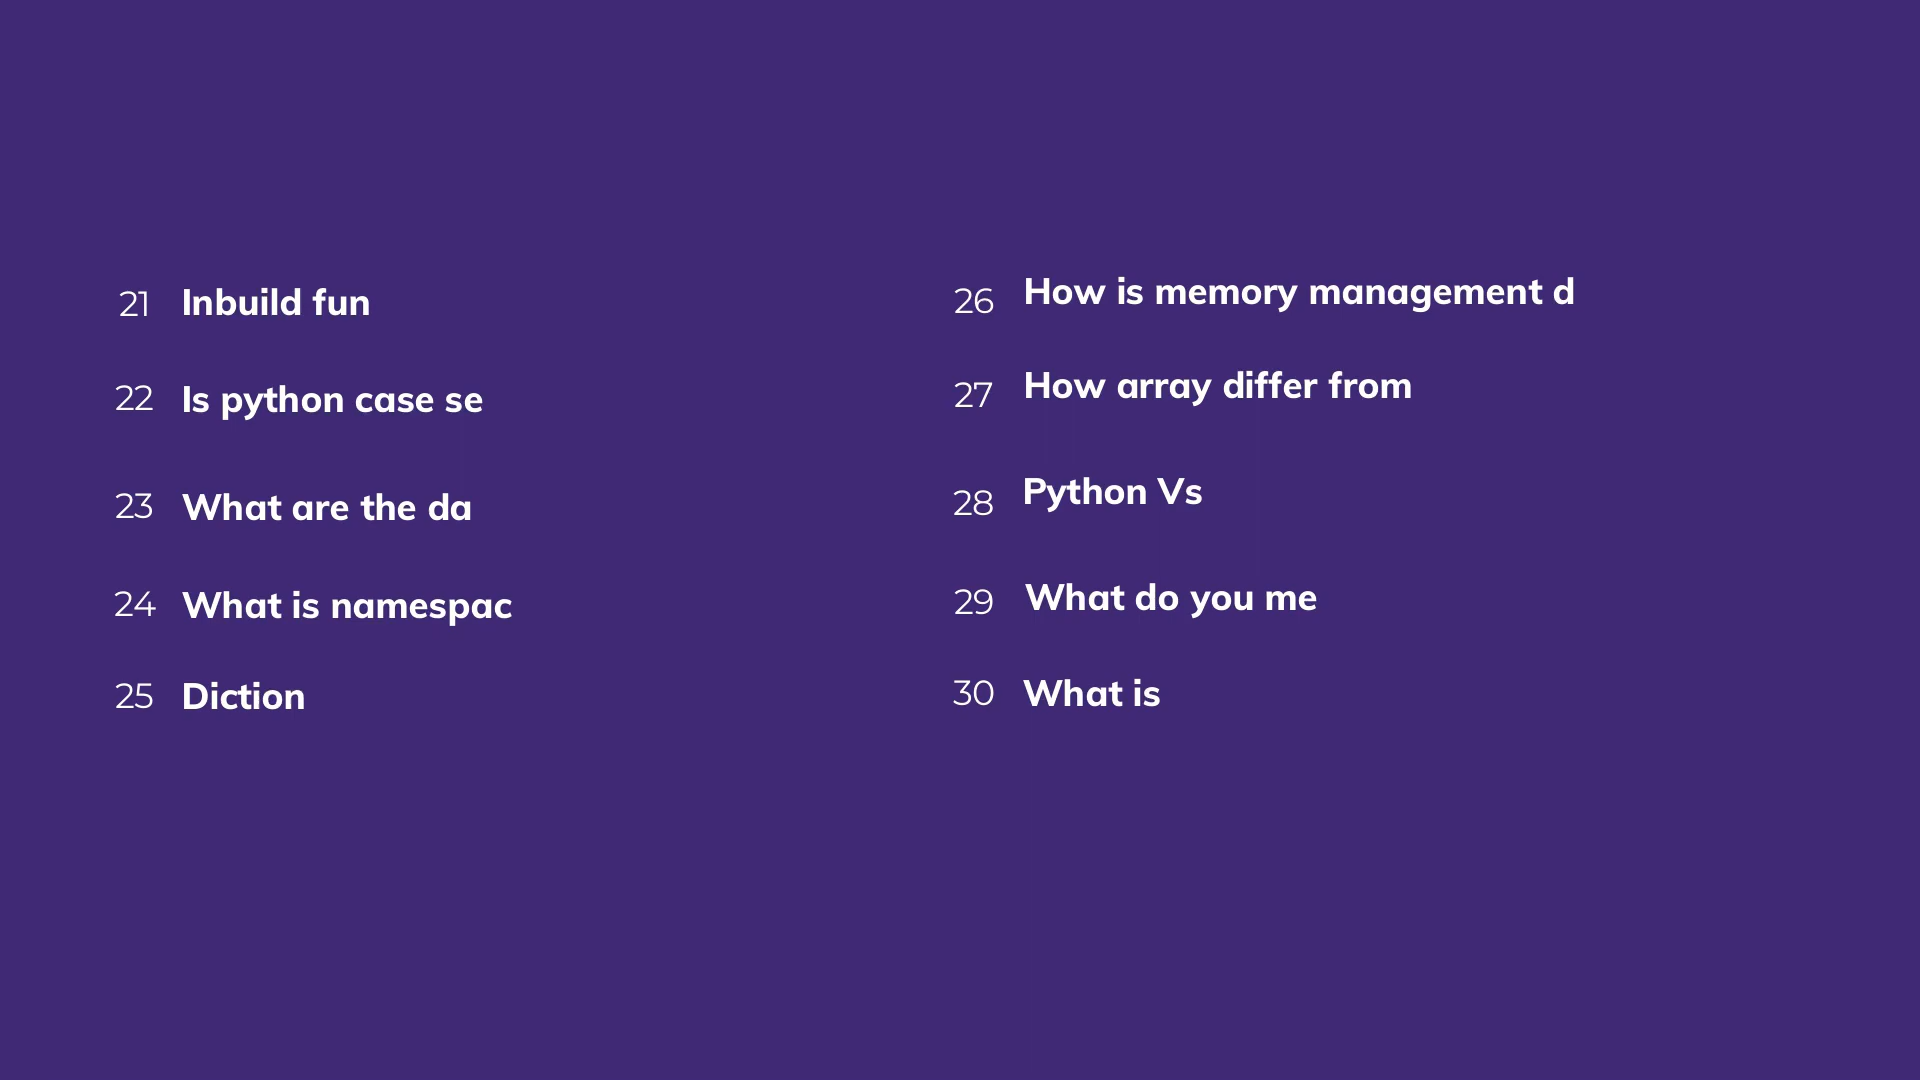 21 Inbuild fun
22 Is python case se
23 What are the da
24 What is namespac
25 Diction
26 How is memory management d
27 How array differ from
28 Python Vs
29 What do you me
30 What is